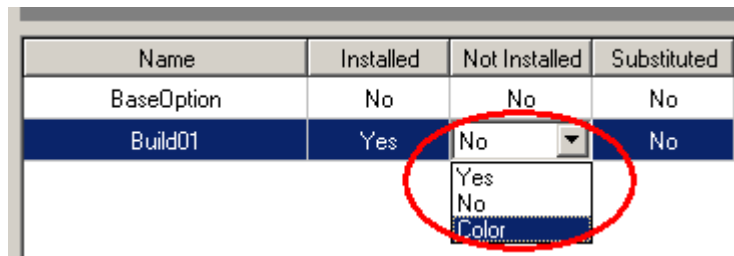 Name Installed Not Installed Substituted
BaseOption No No No
Build01 Yes No No
Yes
No
Color